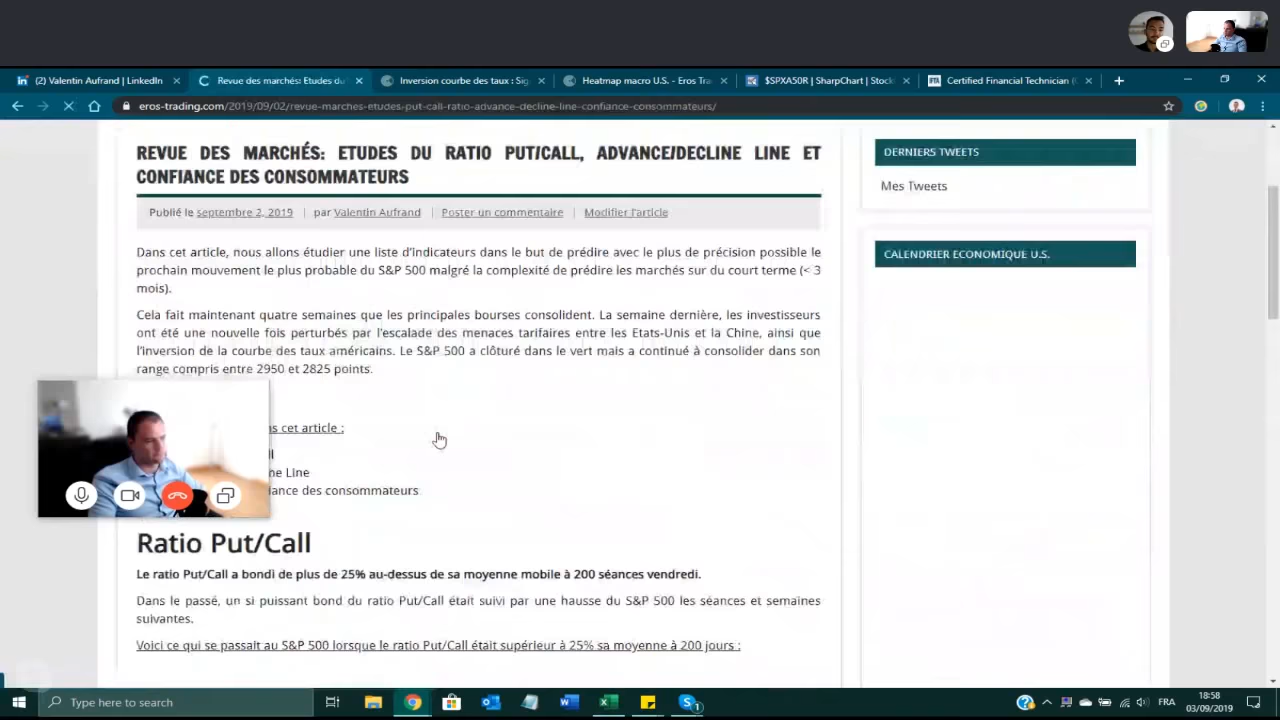 (2) Valentin Aufrand | LinkedIn
Revue des marchés: Etudes du
Inversion courbe des taux : Sig
Heatmap macro U.S. - Eros Tra
$SPXA50R | SharpChart | Stock
Certified Financial Technician (
eros-trading.com/2019/09/02/revue-marches-etudes-put-call-ratio-advance-decline-line-confiance-consommateurs/
REVUE DES MARCHÉS: ETUDES DU RATIO PUT/CALL, ADVANCE/DECLINE LINE ET
CONFIANCE DES CONSOMMATEURS
Publié le septembre 2, 2019 | par Valentin Aufrand | Poster un commentaire | Modifier l'article
Dans cet article, nous allons étudier une liste d'indicateurs dans le but de prédire avec le plus de précision possible le
prochain mouvement le plus probable du S&P 500 malgré la complexité de prédire les marchés sur du court terme (< 3
mois).
Cela fait maintenant quatre semaines que les principales bourses consolident. La semaine dernière, les investisseurs
ont été une nouvelle fois perturbés par l'escalade des menaces tarifaires entre les Etats-Unis et la Chine, ainsi que
l'inversion de la courbe des taux américains. Le S&P 500 a clôturé dans le vert mais a continué à consolider dans son
range compris entre 2950 et 2825 points.
ns cet article :
ll
ne Line
iance des consommateurs
Ratio Put/Call
Le ratio Put/Call a bondi de plus de 25% au-dessus de sa moyenne mobile à 200 séances vendredi.
Dans le passé, un si puissant bond du ratio Put/Call était suivi par une hausse du S&P 500 les séances et semaines
suivantes.
Voici ce qui se passait au S&P 500 lorsque le ratio Put/Call était supérieur à 25% sa moyenne à 200 jours :
DERNIERS TWEETS
Mes Tweets
CALENDRIER ECONOMIQUE U.S.
Type here to search
FRA
18:58
03/09/2019